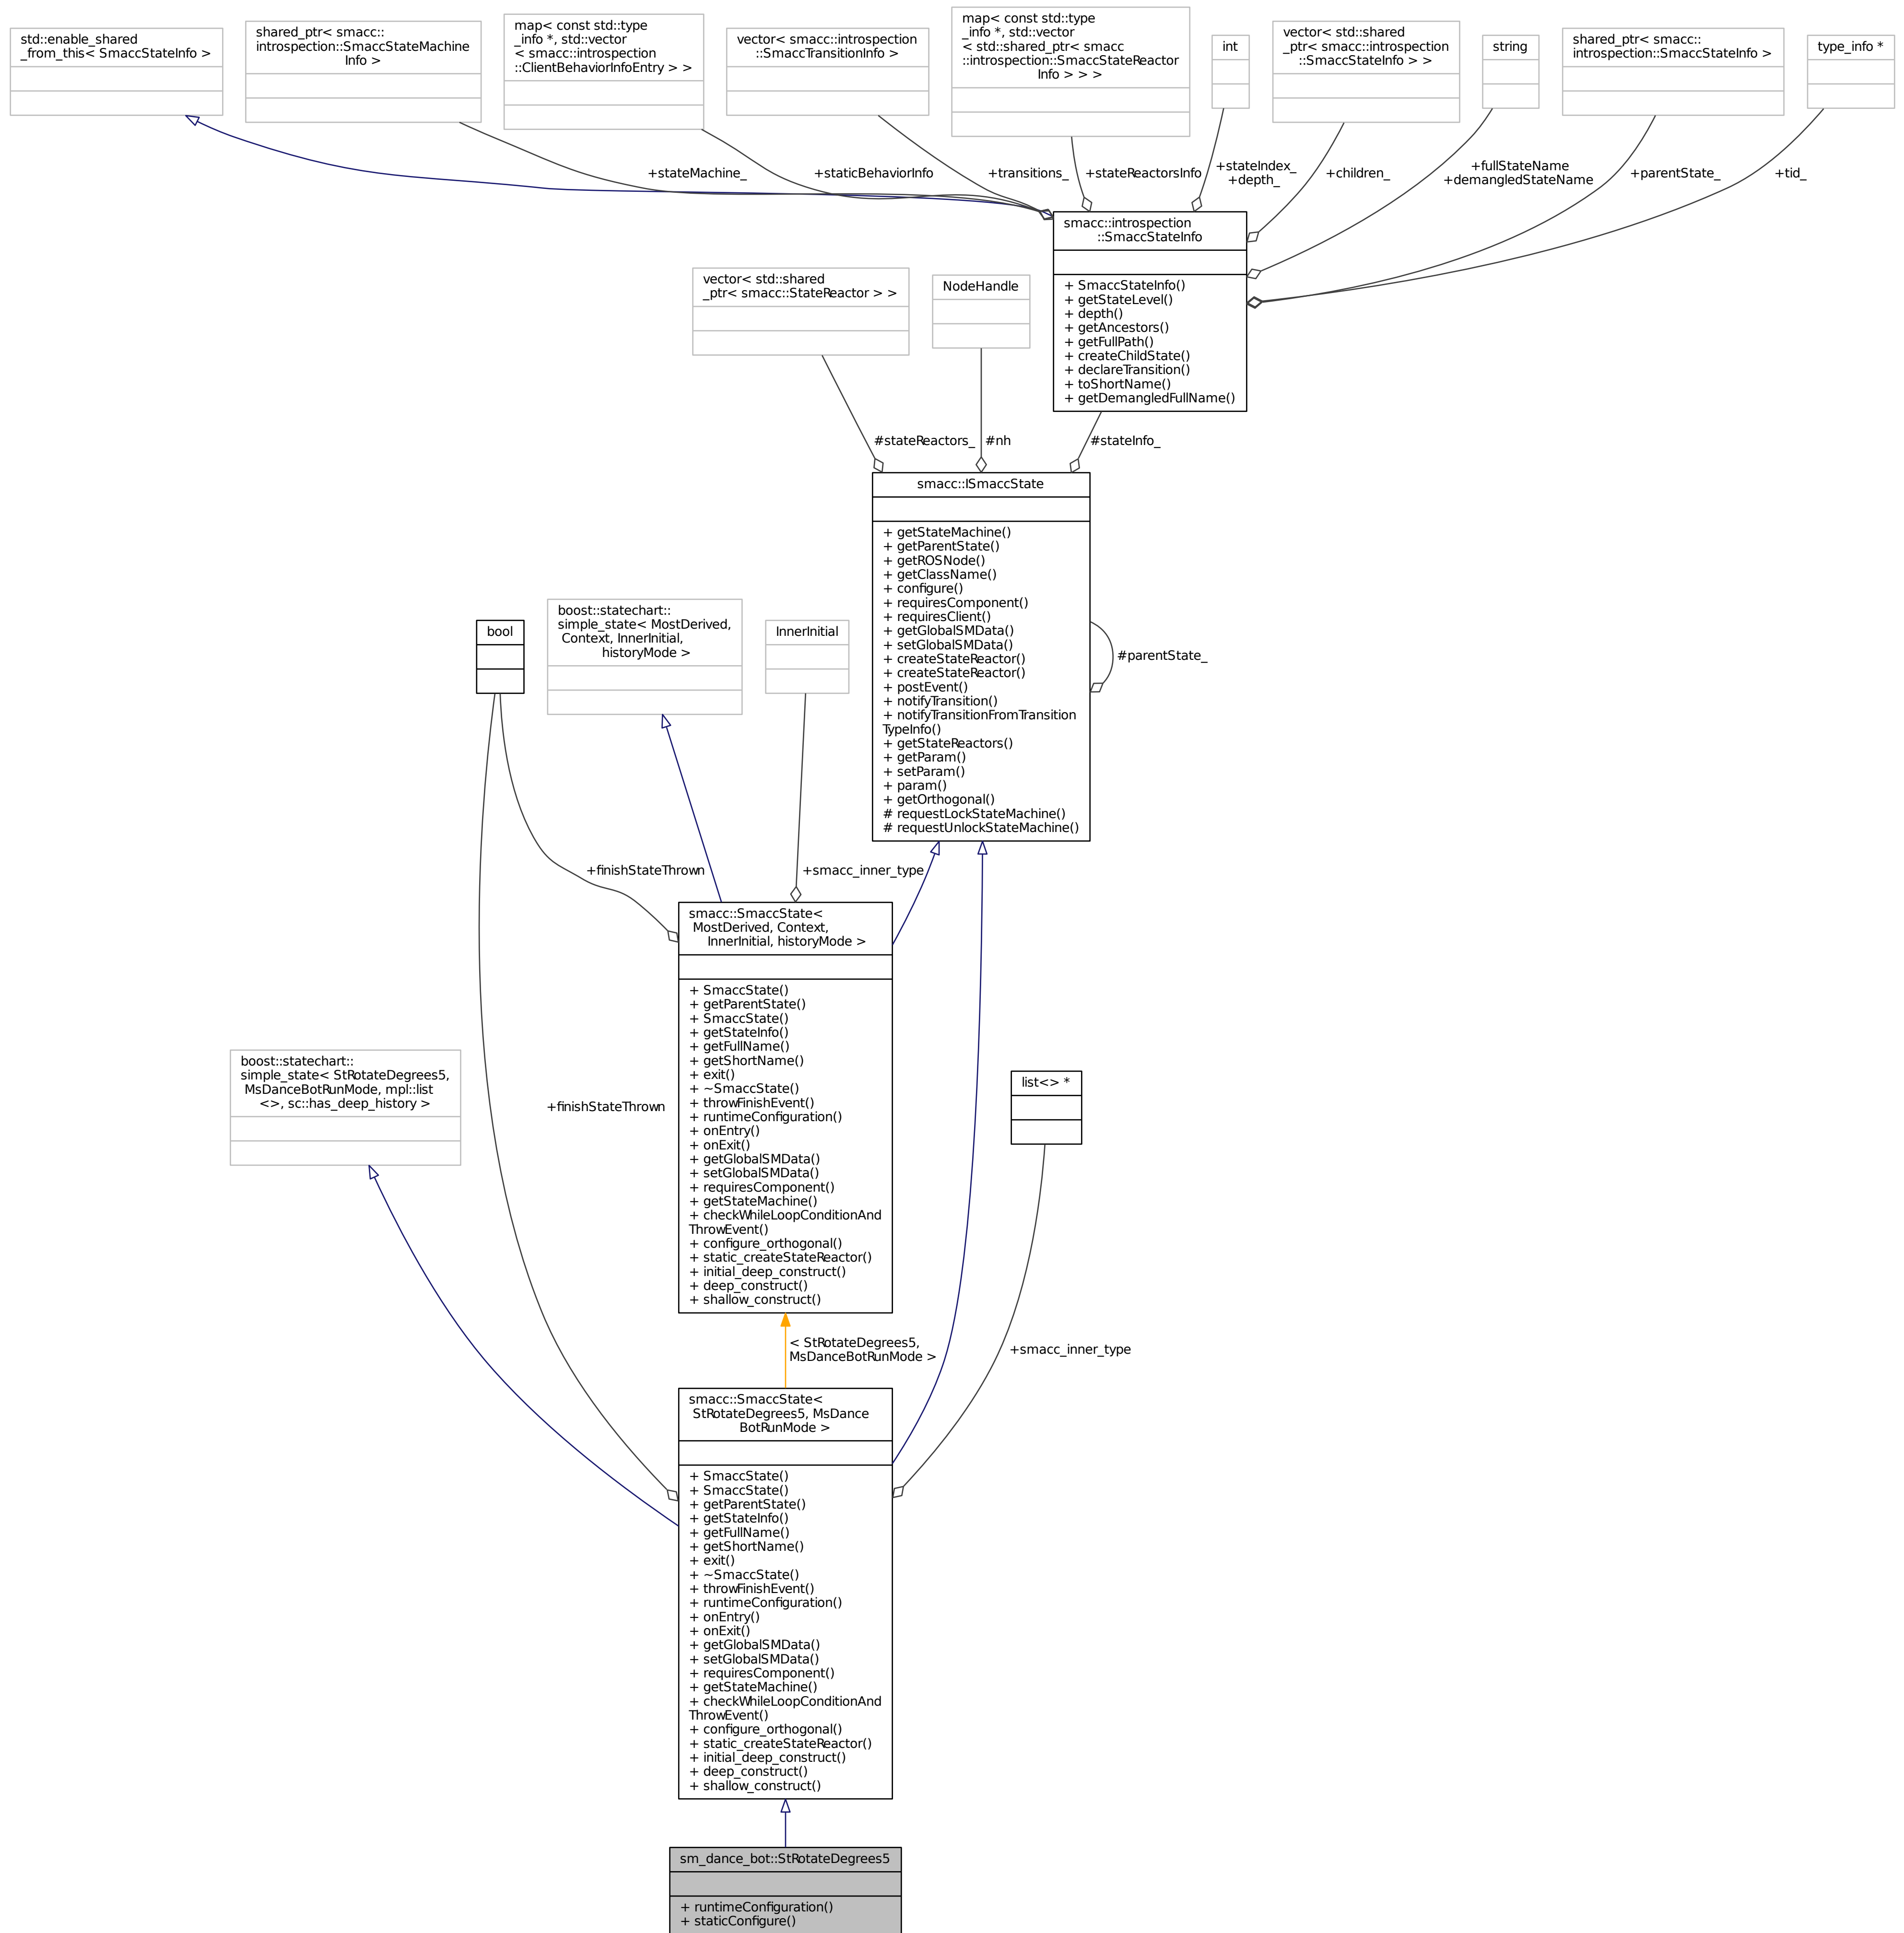 std::enable_shared
_from_this< SmaccStateInfo >
shared_ptr< smacc::
introspection::SmaccStateMachine
Info >
map< const std::type
_info *, std::vector
< smacc::introspection
::ClientBehaviorInfoEntry > >
vector< smacc::introspection
::SmaccTransitionInfo >
map< const std::type
_info *, std::vector
< std::shared_ptr< smacc
::introspection::SmaccStateReactor
Info > > >
int
vector< std::shared
_ptr< smacc::introspection
::SmaccStateInfo > >
string
shared_ptr< smacc::
introspection::SmaccStateInfo >
type_info *
+stateMachine_
+staticBehaviorInfo
+transitions_
+stateReactorsInfo
+stateIndex_
+depth_
+children_
+fullStateName
+demangledStateName
+parentState_
+tid_
smacc::introspection
::SmaccStateInfo
+ SmaccStateInfo()
+ getStateLevel()
+ depth()
+ getAncestors()
+ getFullPath()
+ createChildState()
+ declareTransition()
+ toShortName()
+ getDemangledFullName()
vector< std::shared
_ptr< smacc::StateReactor > >
NodeHandle
#stateReactors_
#nh
#stateInfo_
smacc::ISmaccState
+ getStateMachine()
+ getParentState()
+ getROSNode()
+ getClassName()
+ configure()
+ requiresComponent()
+ requiresClient()
+ getGlobalSMData()
+ setGlobalSMData()
+ createStateReactor()
+ createStateReactor()
+ postEvent()
+ notifyTransition()
+ notifyTransitionFromTransition
TypeInfo()
+ getStateReactors()
+ getParam()
+ setParam()
+ param()
+ getOrthogonal()
# requestLockStateMachine()
# requestUnlockStateMachine()
#parentState_
bool
boost::statechart::
simple_state< MostDerived,
Context, InnerInitial,
historyMode >
InnerInitial
+finishStateThrown
+smacc_inner_type
smacc::SmaccState<
MostDerived, Context,
InnerInitial, historyMode >
+ SmaccState()
+ getParentState()
+ SmaccState()
+ getStateInfo()
+ getFullName()
+ getShortName()
+ exit()
+ ~SmaccState()
+ throwFinishEvent()
+ runtimeConfiguration()
+ onEntry()
+ onExit()
+ getGlobalSMData()
+ setGlobalSMData()
+ requiresComponent()
+ getStateMachine()
+ checkWhileLoopConditionAnd
ThrowEvent()
+ configure_orthogonal()
+ static_createStateReactor()
+ initial_deep_construct()
+ deep_construct()
+ shallow_construct()
boost::statechart::
simple_state< StRotateDegrees5,
MsDanceBotRunMode, mpl::list
<>, sc::has_deep_history >
+finishStateThrown
list<> *
< StRotateDegrees5,
MsDanceBotRunMode >
+smacc_inner_type
smacc::SmaccState<
StRotateDegrees5, MsDance
BotRunMode >
+ SmaccState()
+ SmaccState()
+ getParentState()
+ getStateInfo()
+ getFullName()
+ getShortName()
+ exit()
+ ~SmaccState()
+ throwFinishEvent()
+ runtimeConfiguration()
+ onEntry()
+ onExit()
+ getGlobalSMData()
+ setGlobalSMData()
+ requiresComponent()
+ getStateMachine()
+ checkWhileLoopConditionAnd
ThrowEvent()
+ configure_orthogonal()
+ static_createStateReactor()
+ initial_deep_construct()
+ deep_construct()
+ shallow_construct()
sm_dance_bot::StRotateDegrees5
+ runtimeConfiguration()
+ staticConfigure()